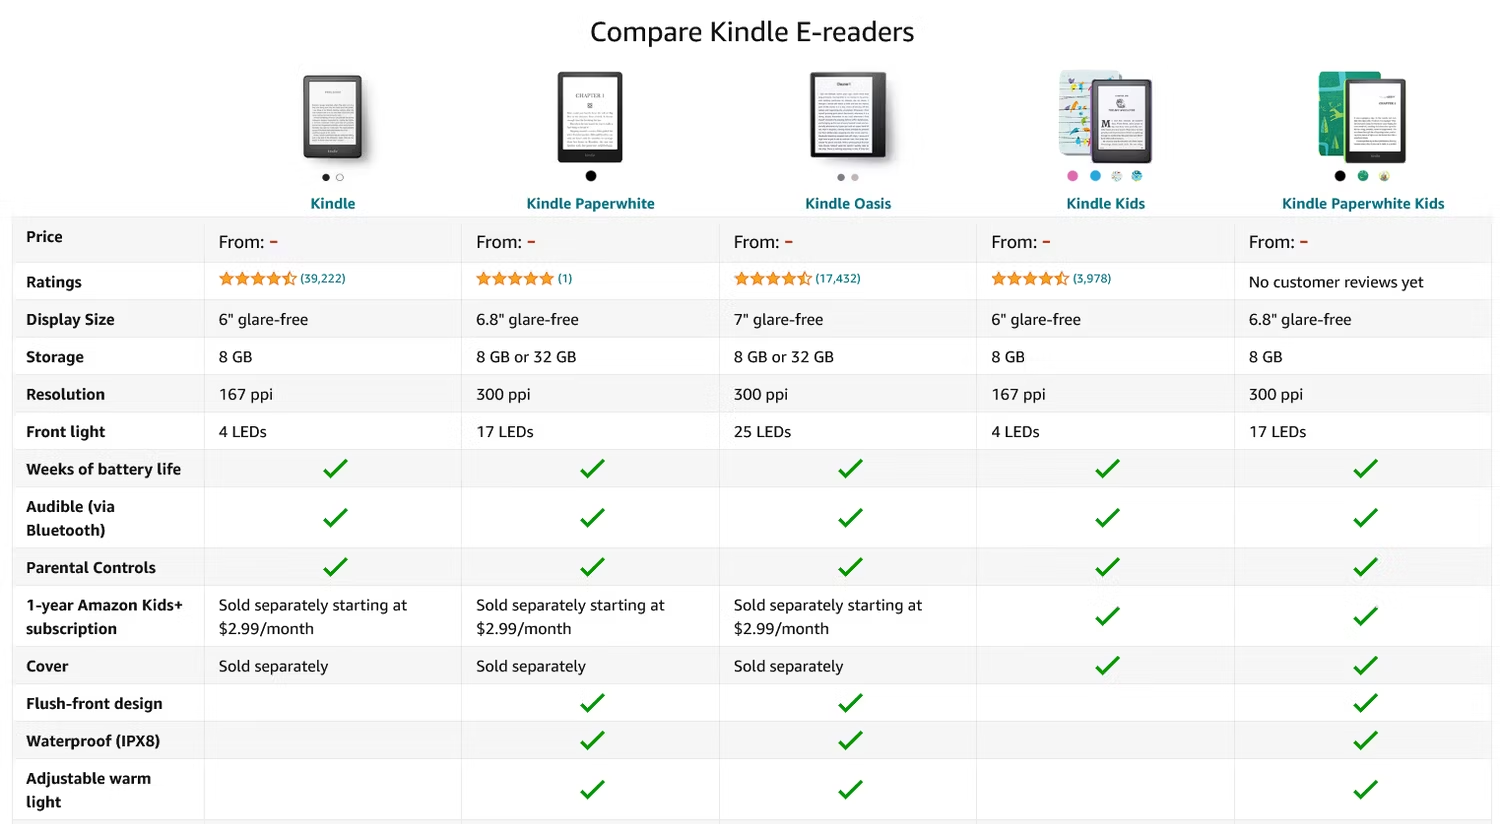 Compare Kindle E-readers
CHAPTER 1
Kindle
Kindle Paperwhite
Kindle Oasis
Kindle Kids
Kindle Paperwhite Kids
Price
From: –
From: –
From: –
From: –
From: –
Ratings
(39,222)
(1)
(17,432)
(3,978)
No customer reviews yet
Display Size
6" glare-free
6.8" glare-free
7" glare-free
6" glare-free
6.8" glare-free
Storage
8 GB
8 GB or 32 GB
8 GB or 32 GB
8 GB
8 GB
Resolution
167 ppi
300 ppi
300 ppi
167 ppi
300 ppi
Front light
4 LEDs
17 LEDs
25 LEDs
4 LEDs
17 LEDs
Weeks of battery life
Audible (via
Bluetooth)
Parental Controls
1-year Amazon Kids+
subscription
Sold separately starting at
$2.99/month
Sold separately starting at
$2.99/month
Sold separately starting at
$2.99/month
Cover
Sold separately
Sold separately
Sold separately
Flush-front design
Waterproof (IPX8)
Adjustable warm
light